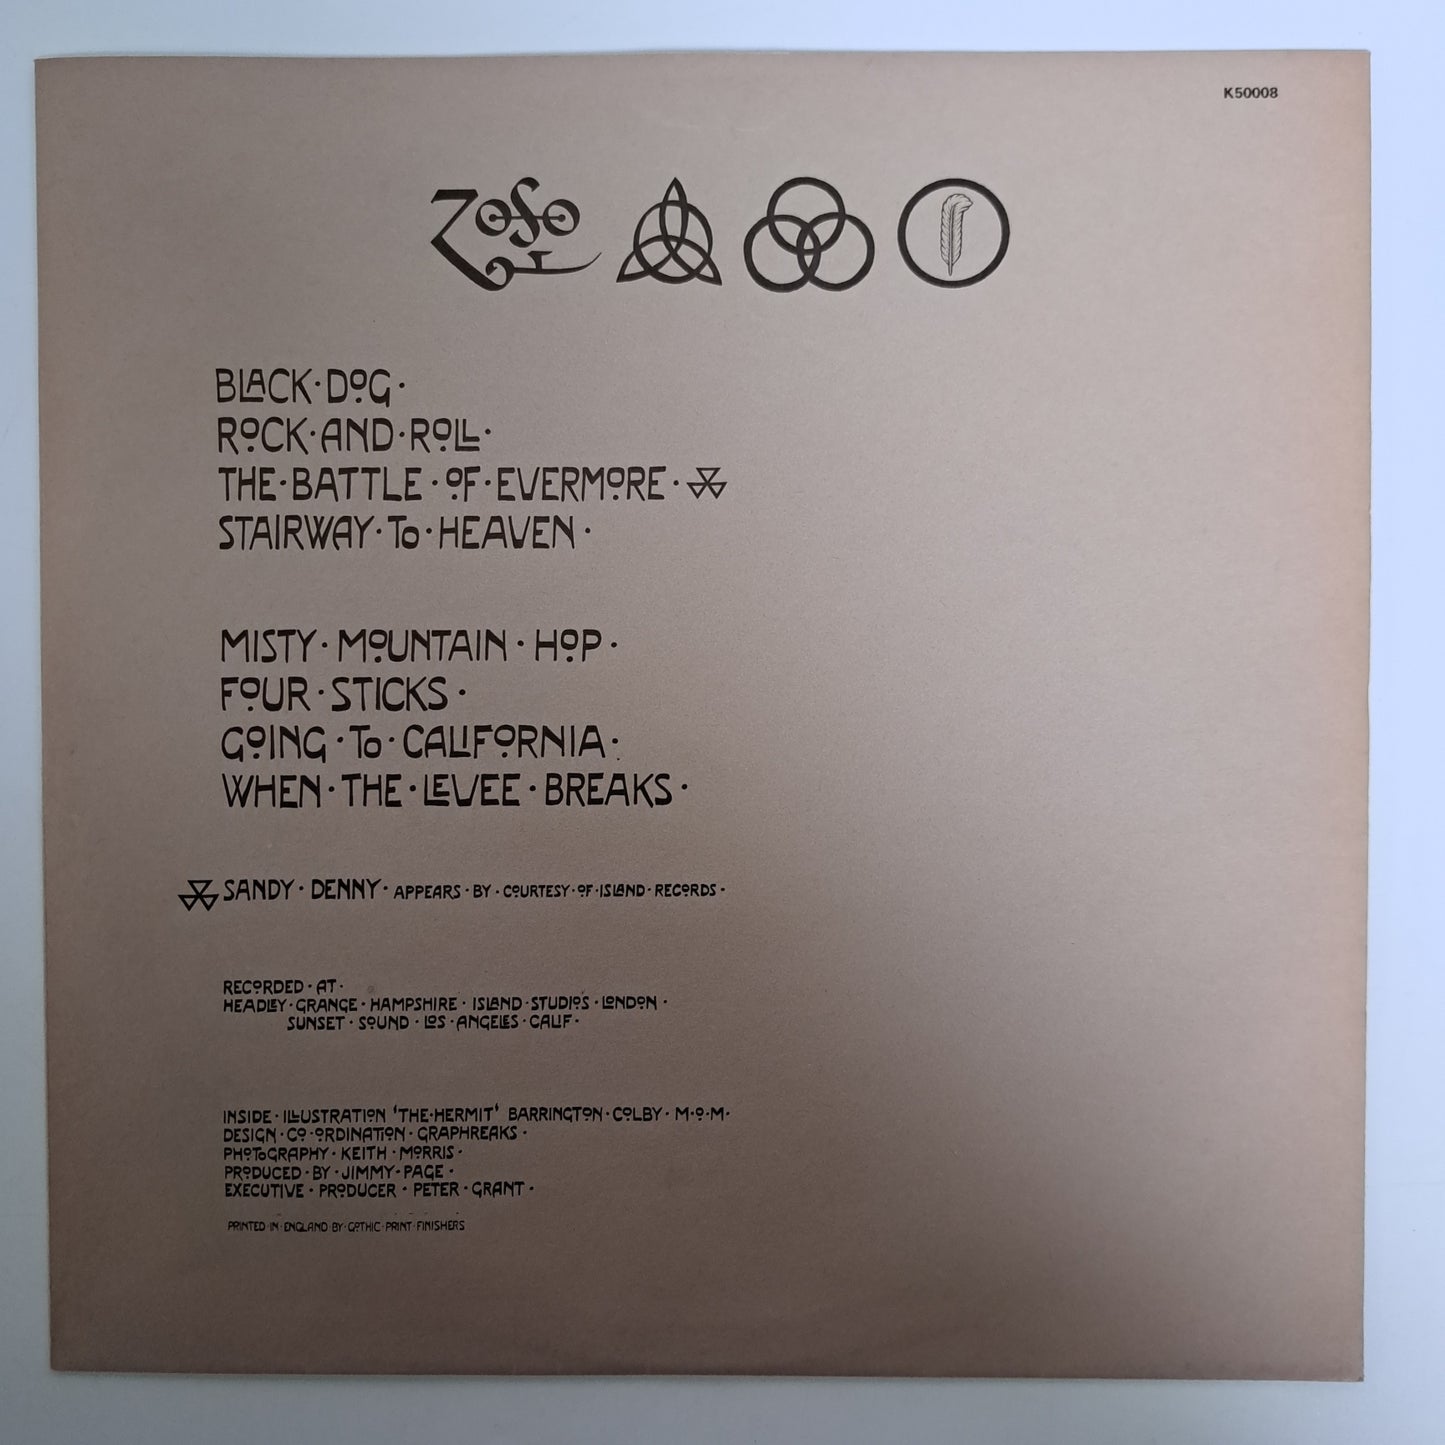 K50008
ZOSO
BLACK·DOG·
ROCK·AND·ROLL·
THE·BATTLE·OF·EVERMORE·
STAIRWAY·TO·HEAVEN·
MISTY·MOUNTAIN·HOP·
FOUR·STICKS·
GOING·TO·CALIFORNIA·
WHEN·THE·LEVEE·BREAKS·
SANDY·DENNY·APPEARS·BY·COURTESY·OF·ISLAND·RECORDS·
RECORDED·AT·
HEADLEY·GRANGE·HAMPSHIRE·ISLAND·STUDIOS·LONDON·
SUNSET·SOUND·LOS·ANGELES·CALIF·
INSIDE·ILLUSTRATION 'THE·HERMIT' BARRINGTON·COLBY·M·O·M·
DESIGN·CO·ORDINATION·GRAPHREAKS·
PHOTOGRAPHY·KEITH·MORRIS·
PRODUCED·BY·JIMMY·PAGE·
EXECUTIVE·PRODUCER·PETER·GRANT·
PRINTED·IN·ENGLAND·BY·GOTHIC·PRINT·FINISHERS